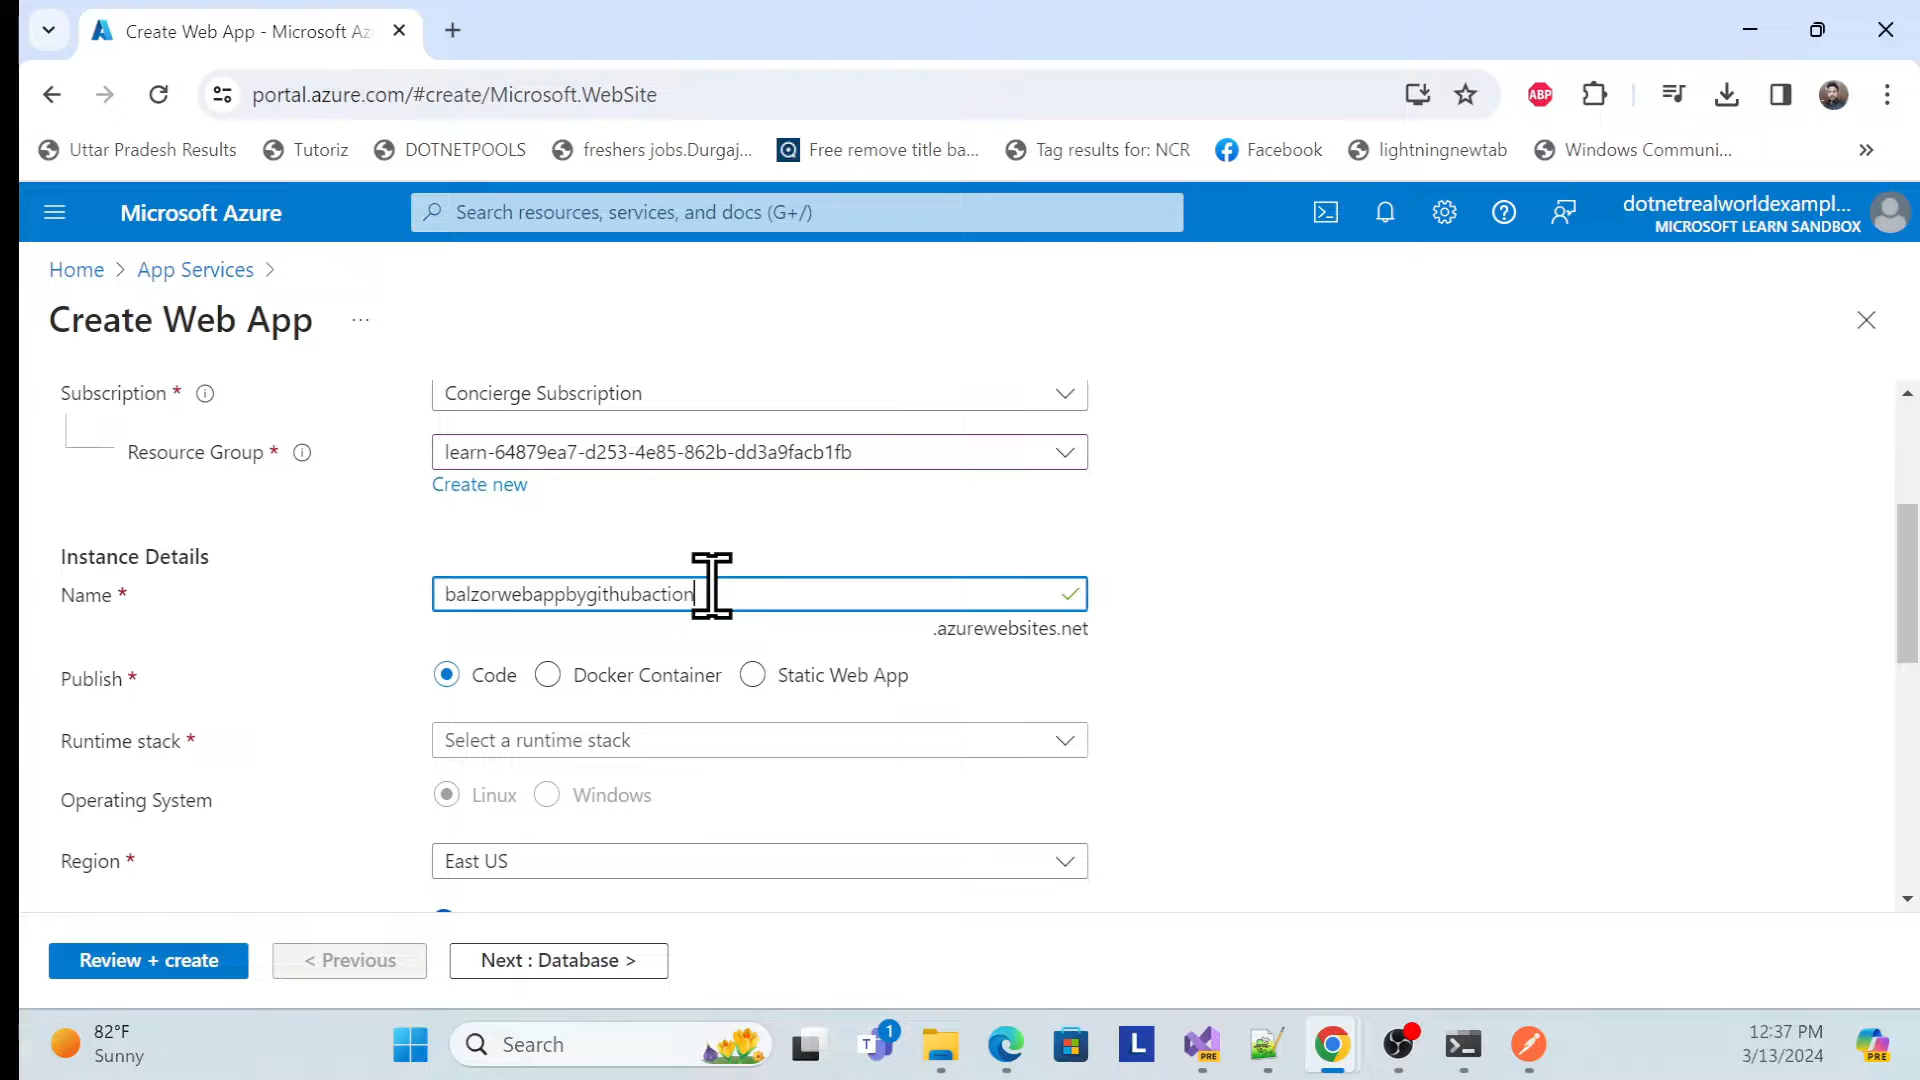 Create Web App - Microsoft Az
portal.azure.com/#create/Microsoft.WebSite
ABP
Uttar Pradesh Results
Tutoriz
DOTNETPOOLS
freshers jobs.Durgaj...
Free remove title ba...
Tag results for: NCR
Facebook
lightningnewtab
Windows Communi...
Microsoft Azure
Search resources, services, and docs (G+/)
dotnetrealworldexampl...
MICROSOFT LEARN SANDBOX
Home > App Services >
Create Web App ...
Subscription *
Concierge Subscription
Resource Group *
learn-64879ea7-d253-4e85-862b-dd3a9facb1fb
Create new
Instance Details
Name *
balzorwebappbygithubaction
.azurewebsites.net
Publish *
Code
Docker Container
Static Web App
Runtime stack *
Select a runtime stack
Operating System
Linux
Windows
Region *
East US
Review + create
< Previous
Next : Database >
82°F
Sunny
Search
T
1
L
PRE
12:37 PM
3/13/2024
PRE